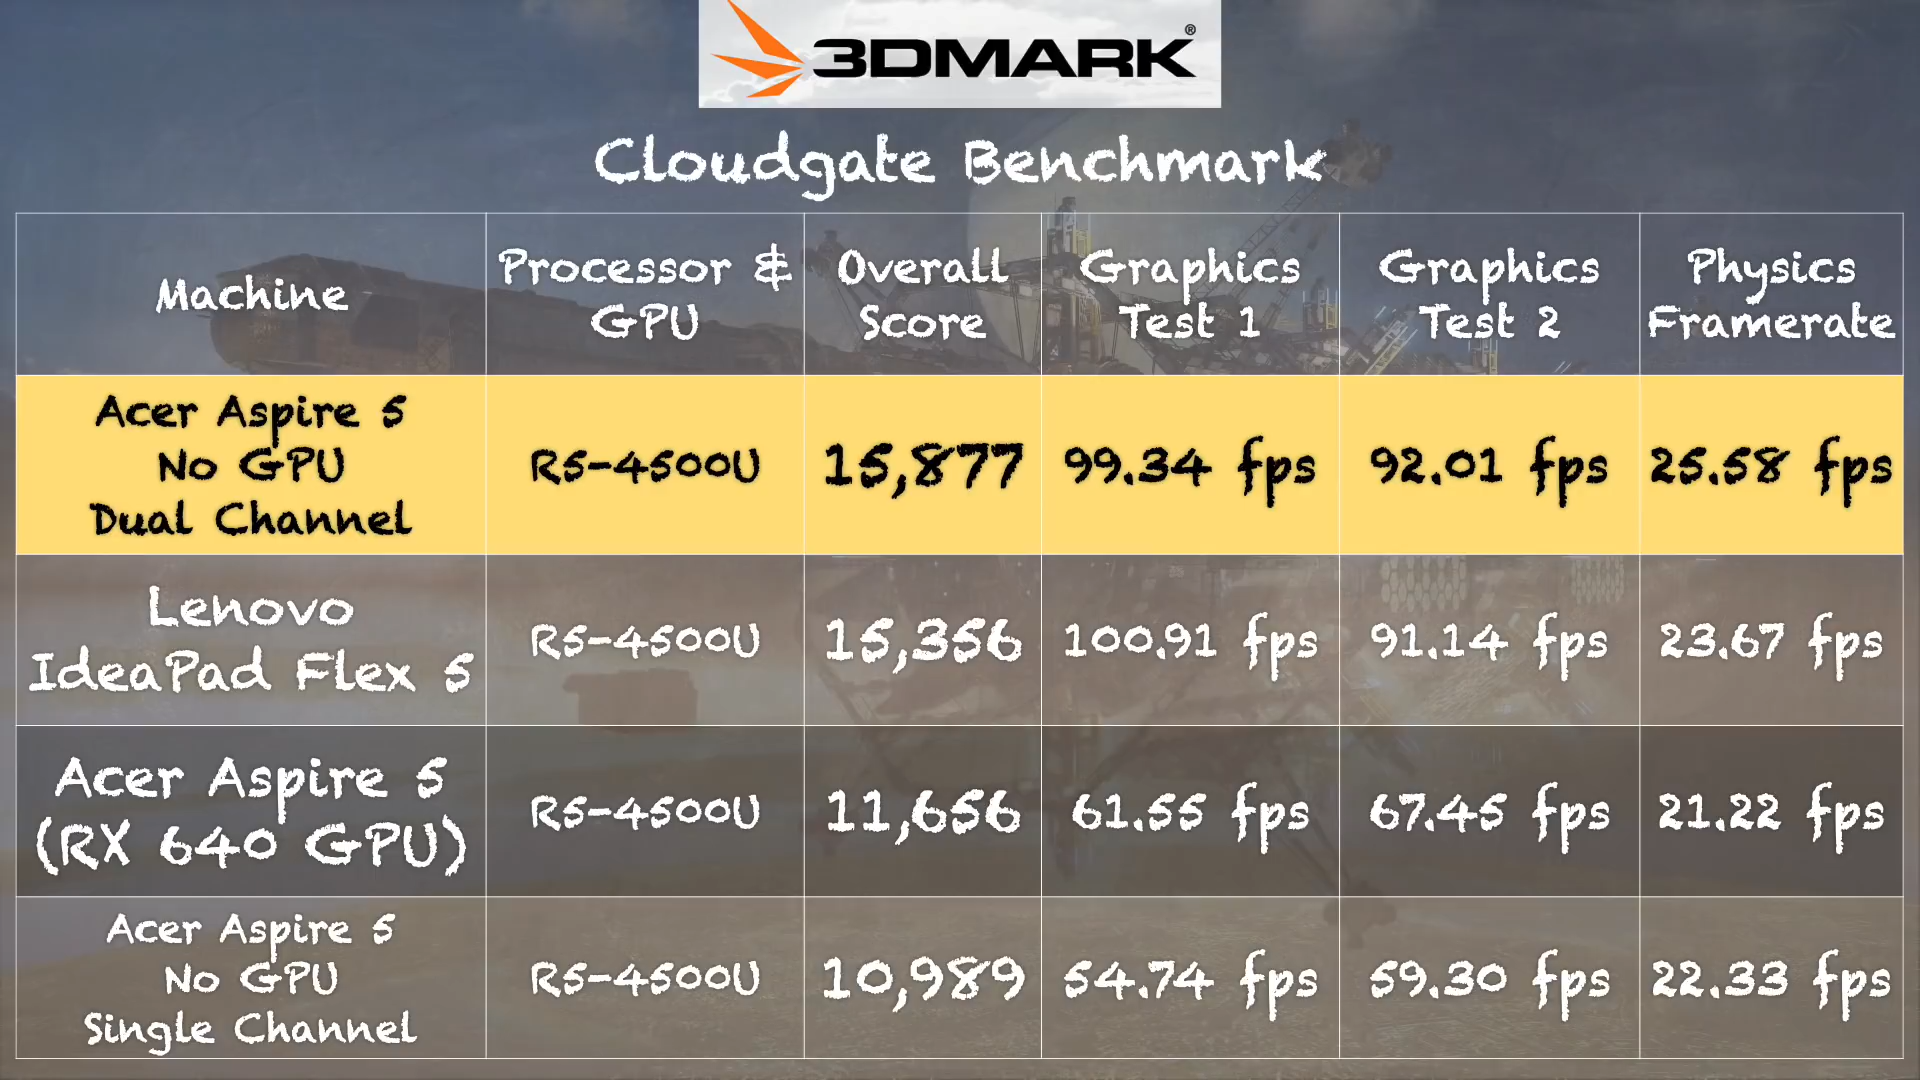 3DMARK®
Cloudgate Benchmark
Machine
Processor &
GPU
Overall
Score
Graphics
Test 1
Graphics
Test 2
Physics
Framerate
Acer Aspire 5
No GPU
Dual Channel
R5-4500U
15,877
99.34 fps
92.01 fps
25.58 fps
Lenovo
IdeaPad Flex 5
R5-4500U
15,356
100.91 fps
91.14 fps
23.67 fps
Acer Aspire 5
(RX 640 GPU)
R5-4500U
11,656
61.55 fps
67.45 fps
21.22 fps
Acer Aspire 5
No GPU
Single Channel
R5-4500U
10,989
54.74 fps
59.30 fps
22.33 fps